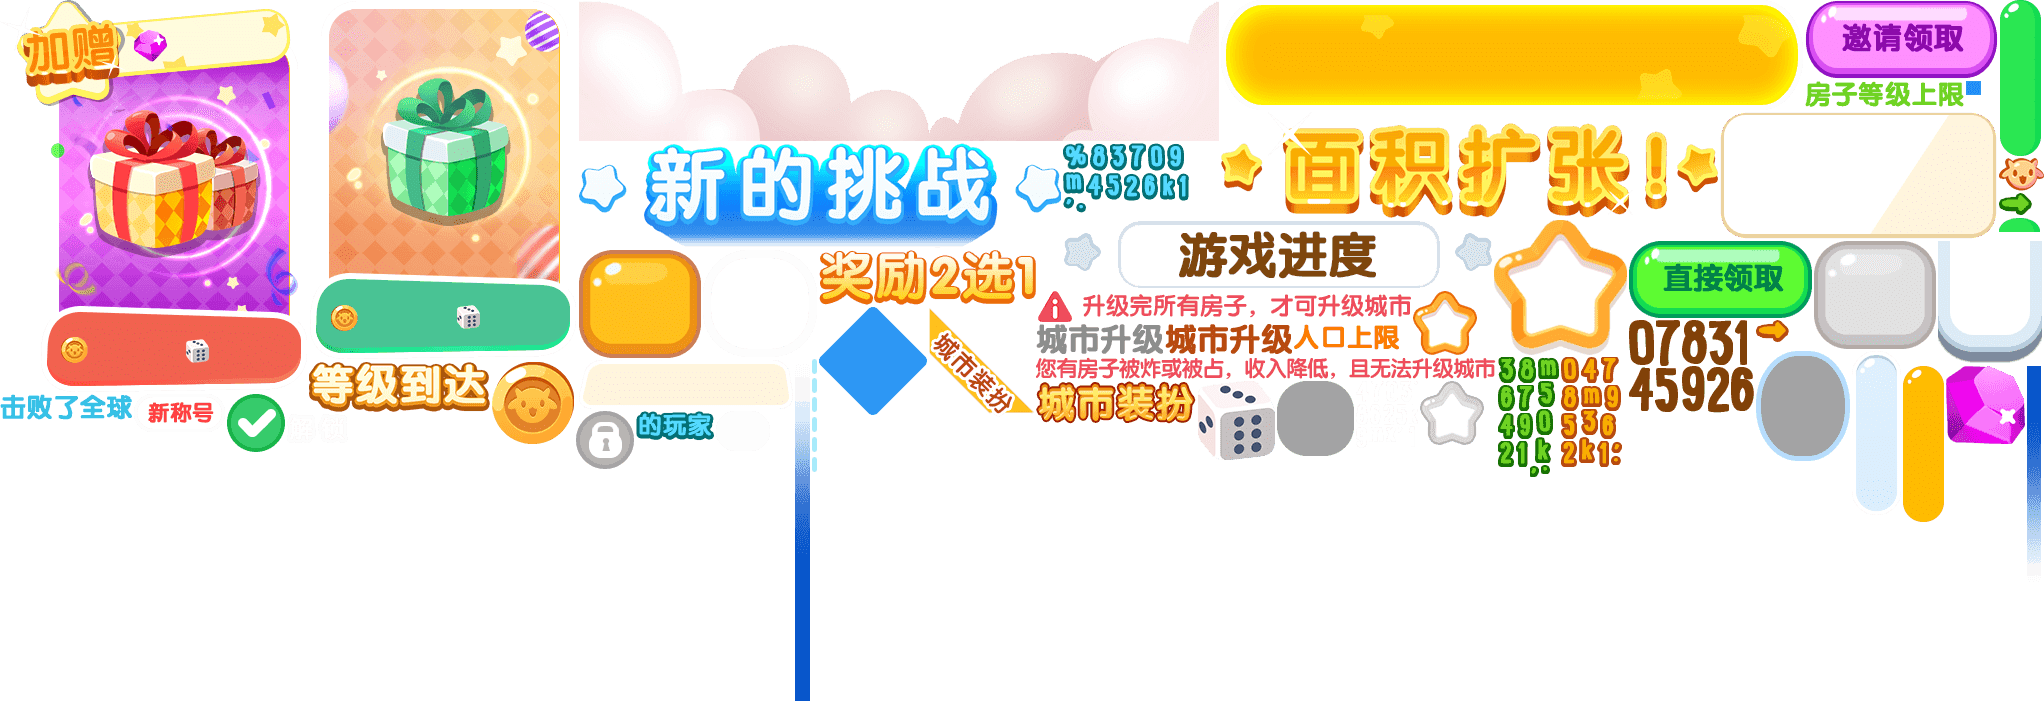 加赠
邀请领取
房子等级上限
新的挑战
%83709
m4526k1
,.
面积扩张!
游戏进度
直接领取
奖励2选1
升级完所有房子，才可升级城市
城市升级
城市升级
人口上限
您有房子被炸或被占，收入降低，且无法升级城市
城市装扮
城市装扮
07831
45926
38m
675
490
21k
,.
047
8m9
536
2k1:
等级到达
击败了全球
新称号
的玩家